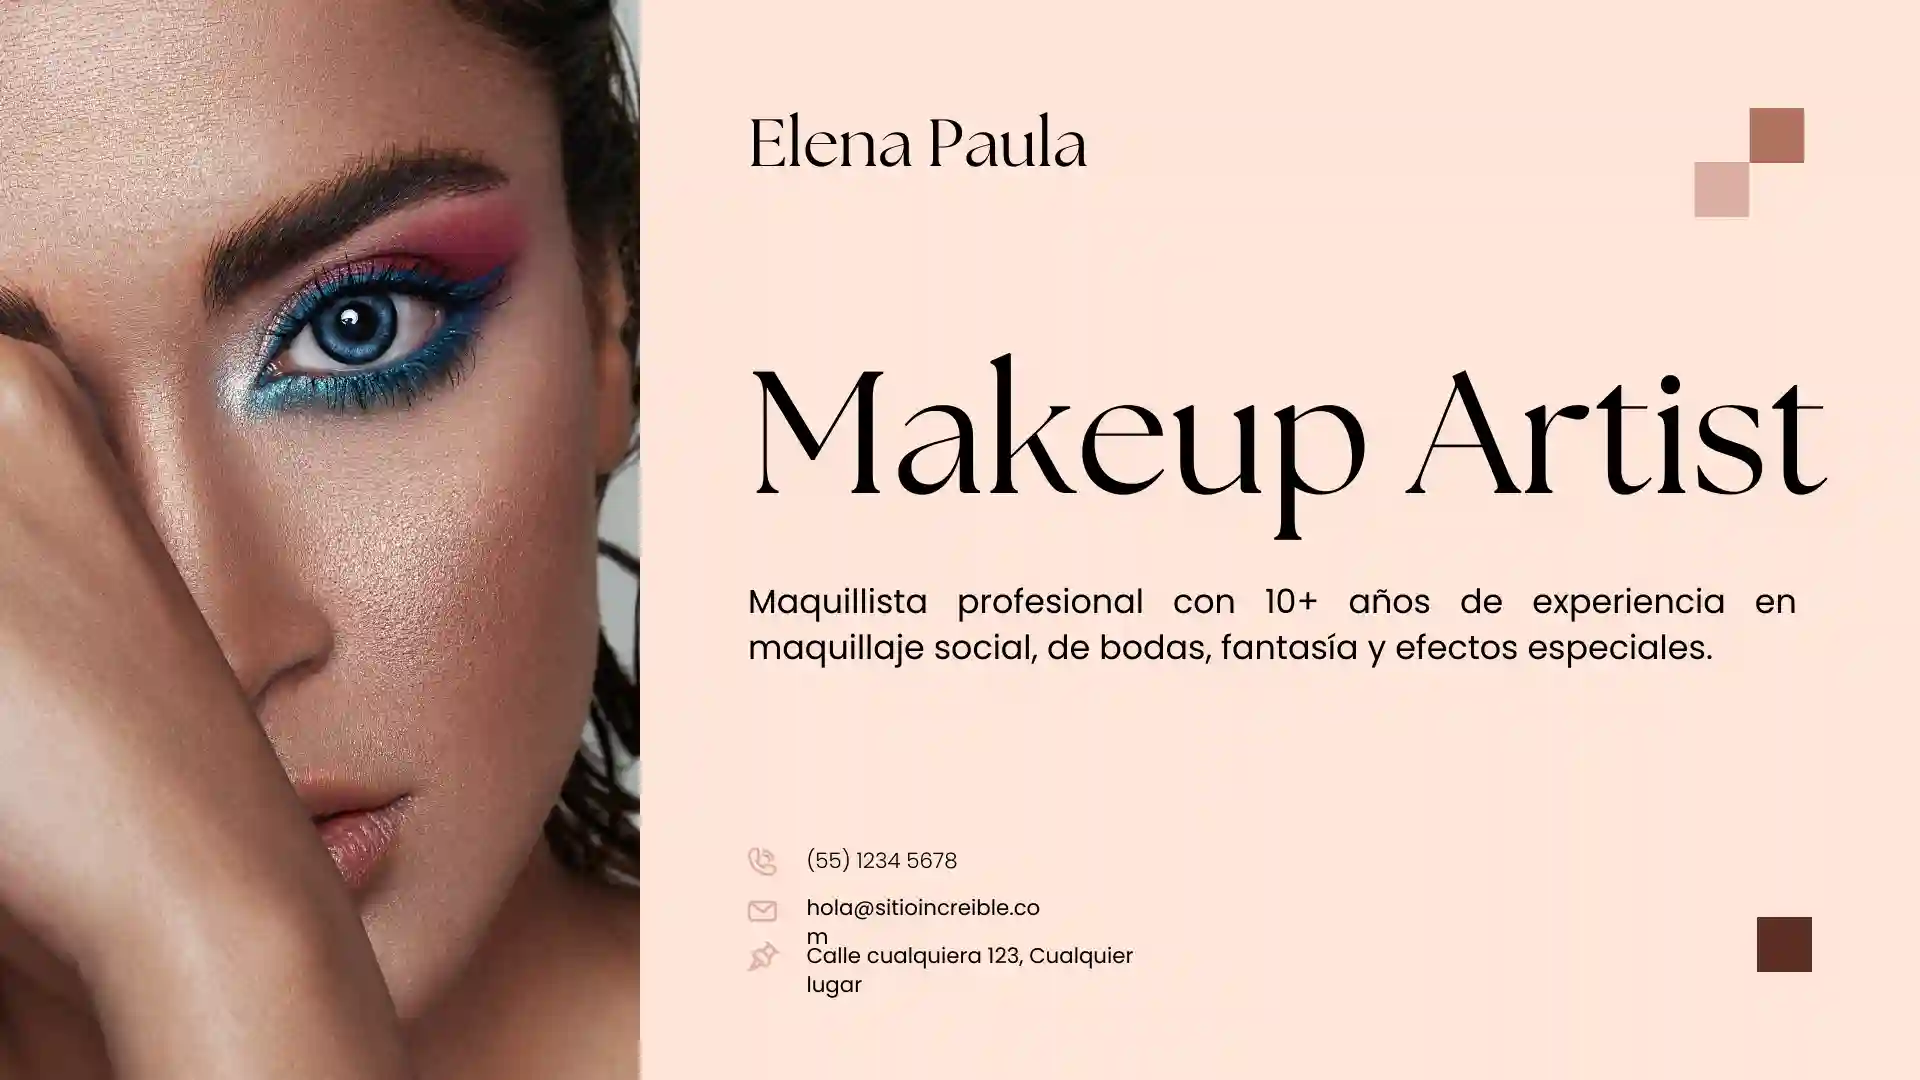 Elena Paula
Makeup Artist
Maquillista profesional con 10+ años de experiencia en
maquillaje social, de bodas, fantasía y efectos especiales.
(55) 1234 5678
hola@sitioincreible.co
m
Calle cualquiera 123, Cualquier
lugar